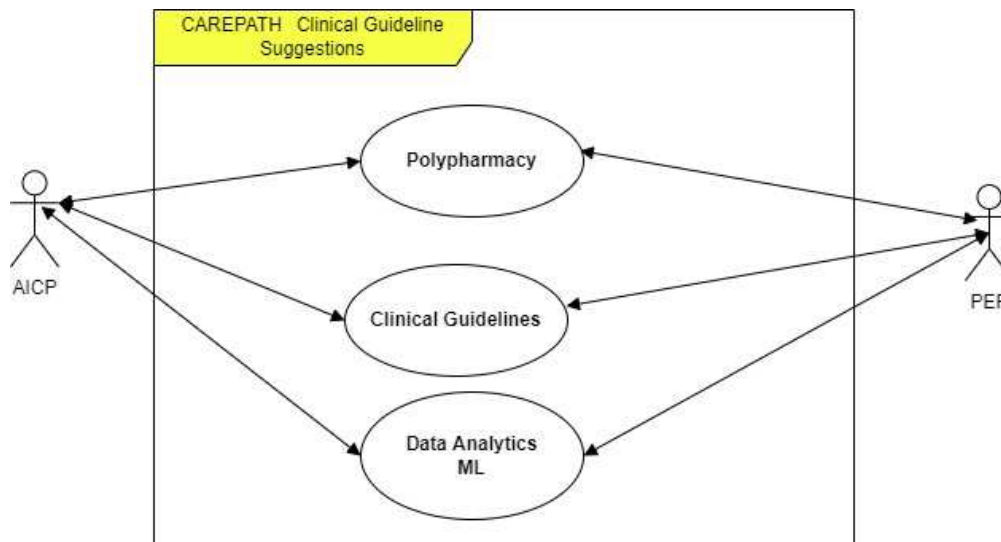 CAREPATH Clinical Guideline
Suggestions
Polypharmacy
AICP
Clinical Guidelines
Data Analytics
ML